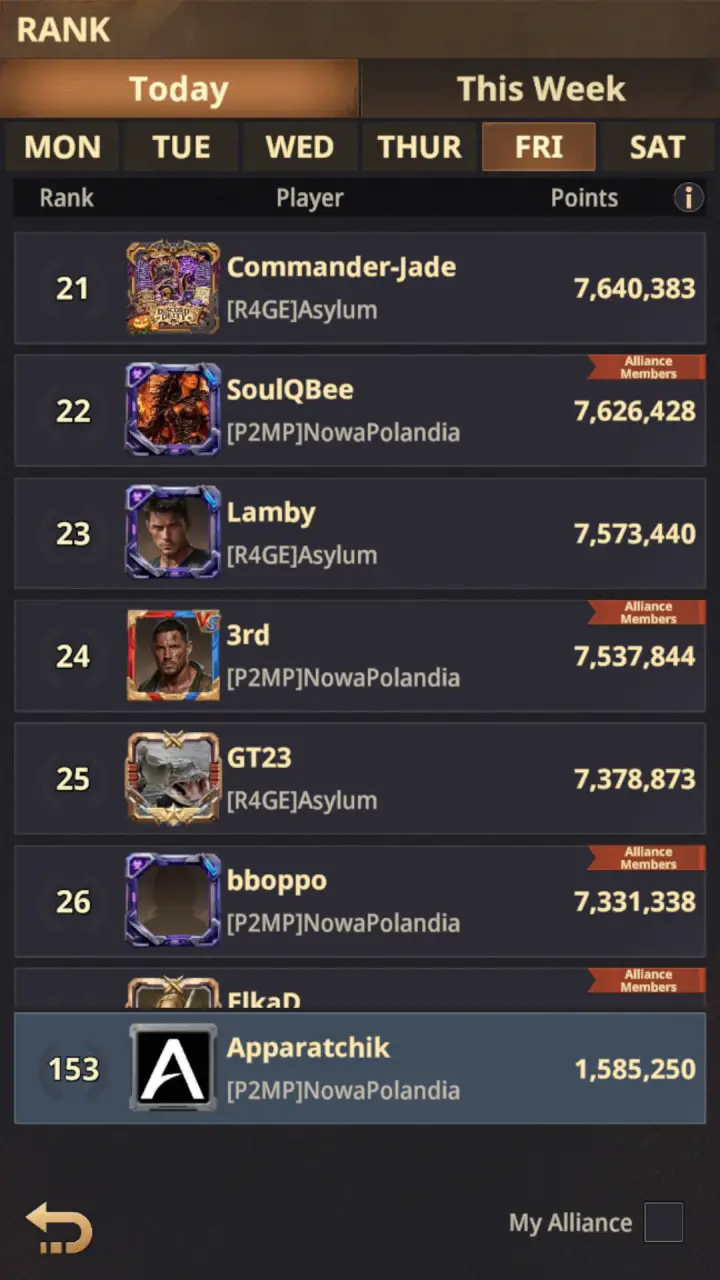 RANK
Today
This Week
MON
TUE
WED
THUR
FRI
SAT
Rank
Player
Points
21
Commander-Jade
[R4GE]Asylum
7,640,383
Alliance
Members
22
SoulQBee
[P2MP]NowaPolandia
7,626,428
23
Lamby
[R4GE]Asylum
7,573,440
Alliance
Members
24
3rd
[P2MP]NowaPolandia
7,537,844
25
GT23
[R4GE]Asylum
7,378,873
Alliance
Members
26
bboppo
[P2MP]NowaPolandia
7,331,338
Alliance
Members
ElkaD
153
Apparatchik
[P2MP]NowaPolandia
1,585,250
My Alliance